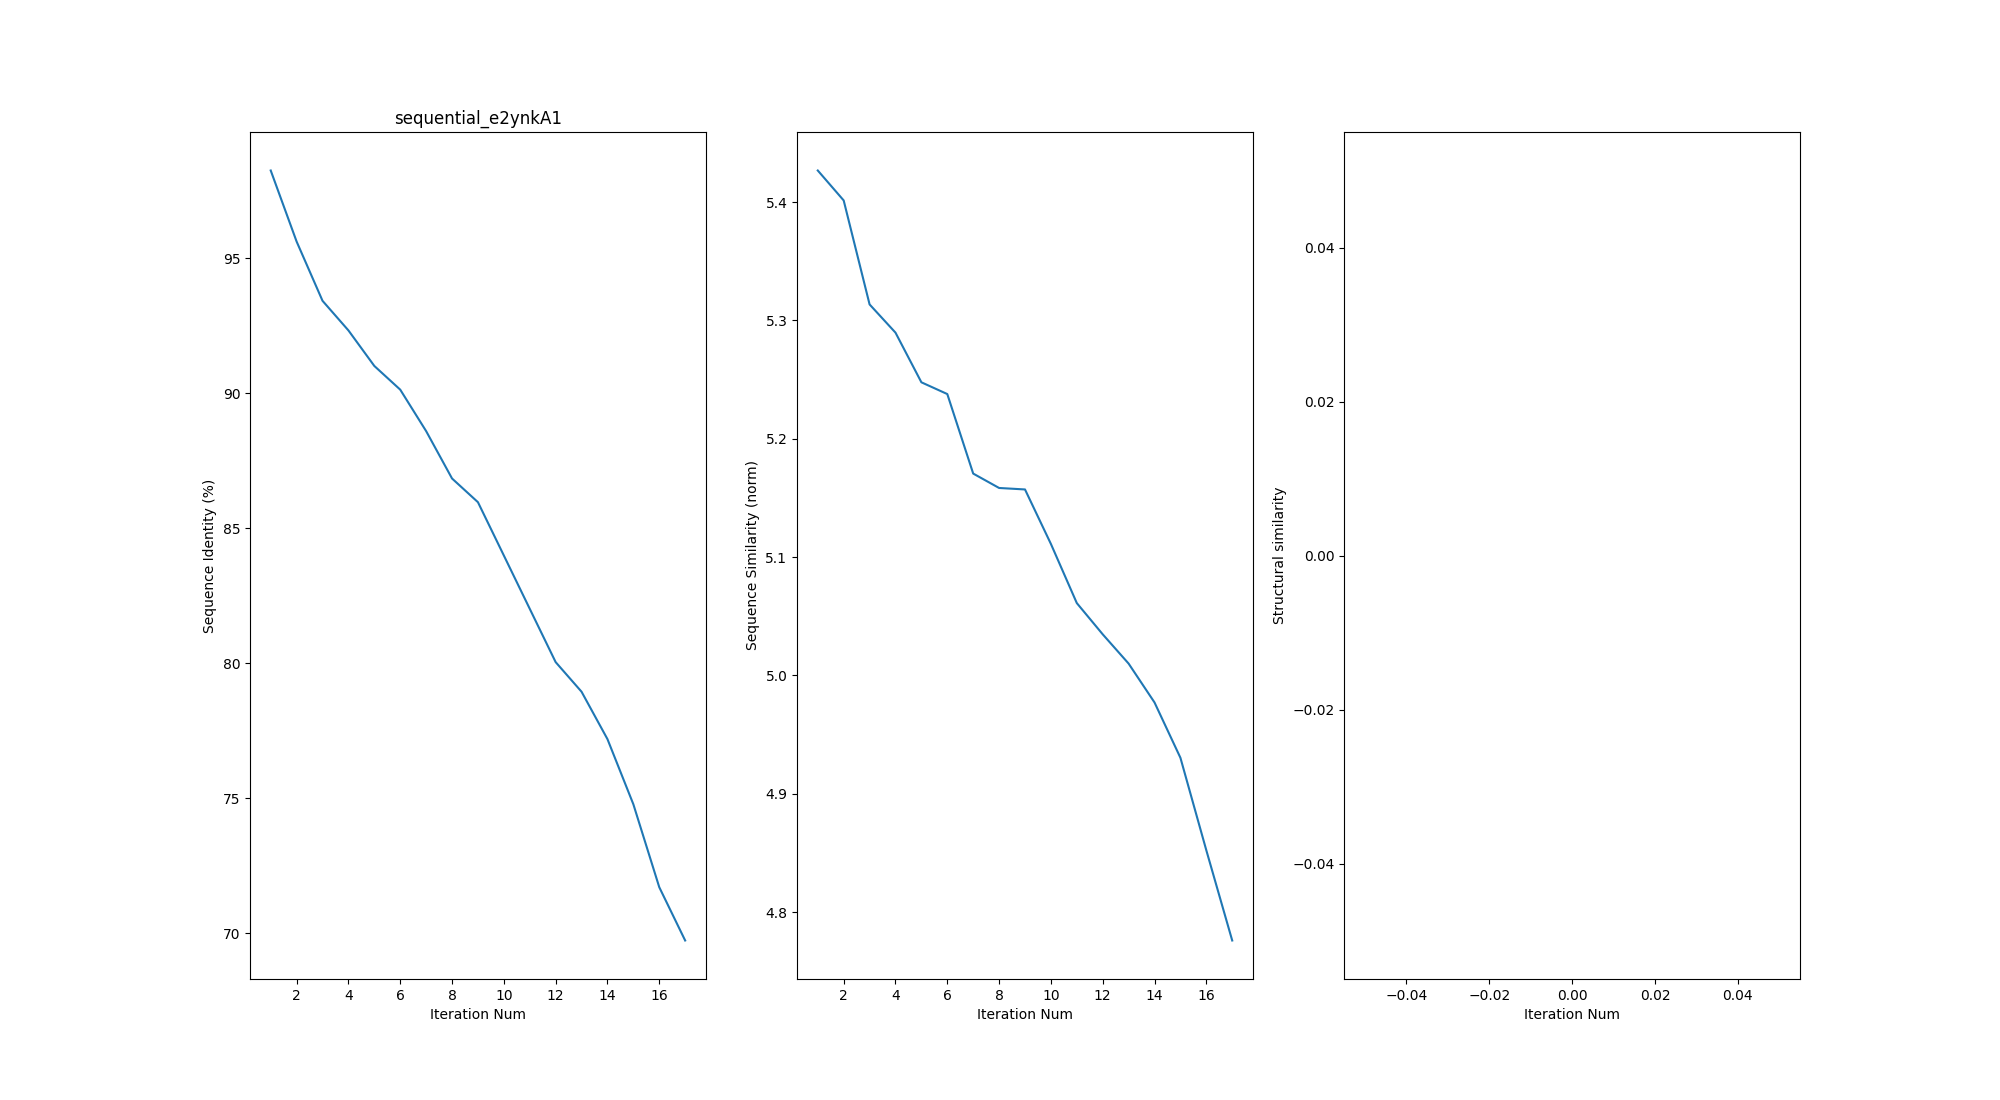 sequential_e2ynkA1
Sequence Identity (%)
95
90
85
80
75
70
2 4 6 8 10 12 14 16
Iteration Num
Sequence Similarity (norm)
5.4
5.3
5.2
5.1
5.0
4.9
4.8
2 4 6 8 10 12 14 16
Iteration Num
Structural similarity
0.04
0.02
0.00
−0.02
−0.04
−0.04 −0.02 0.00 0.02 0.04
Iteration Num